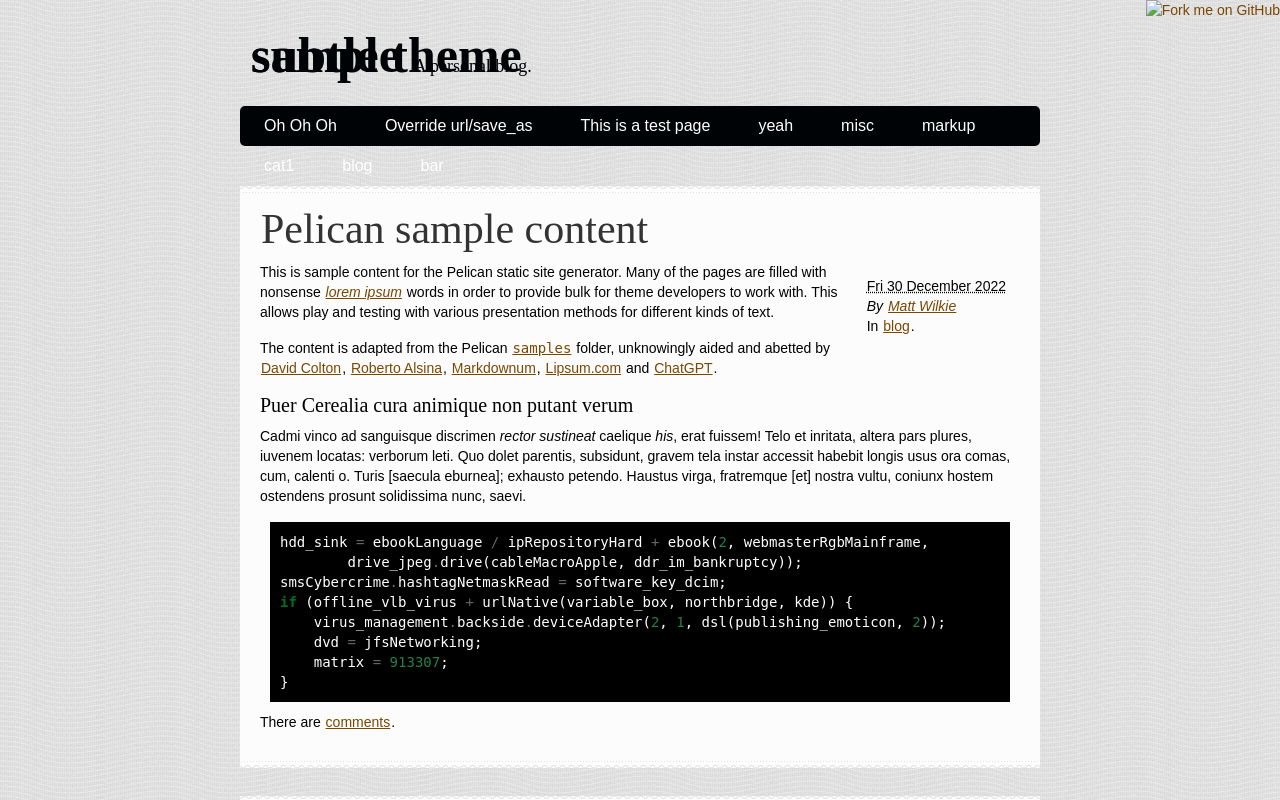 Fork me on GitHub
subtle theme
A personal blog.
Oh Oh Oh Override url/save_as This is a test page yeah misc markup
cat1 blog bar
Pelican sample content
This is sample content for the Pelican static site generator. Many of the pages are filled with
nonsense lorem ipsum words in order to provide bulk for theme developers to work with. This
allows play and testing with various presentation methods for different kinds of text.
Fri 30 December 2022
By Matt Wilkie
In blog.
The content is adapted from the Pelican samples folder, unknowingly aided and abetted by
David Colton, Roberto Alsina, Markdownum, Lipsum.com and ChatGPT.
Puer Cerealia cura animique non putant verum
Cadmi vinco ad sanguisque discrimen rector sustineat caelique his, erat fuissem! Telo et inritata, altera pars plures,
iuvenem locatas: verborum leti. Quo dolet parentis, subsidunt, gravem tela instar accessit habebit longis usus ora comas,
cum, calenti o. Turis [saecula eburnea]; exhausto petendo. Haustus virga, fratremque [et] nostra vultu, coniunx hostem
ostendens prosunt solidissima nunc, saevi.
hdd_sink = ebookLanguage / ipRepositoryHard + ebook(2, webmasterRgbMainframe,
        drive_jpeg.drive(cableMacroApple, ddr_im_bankruptcy));
smsCybercrime.hashtagNetmaskRead = software_key_dcim;
if (offline_vlb_virus + urlNative(variable_box, northbridge, kde)) {
    virus_management.backside.deviceAdapter(2, 1, dsl(publishing_emoticon, 2));
    dvd = jfsNetworking;
    matrix = 913307;
}
There are comments.